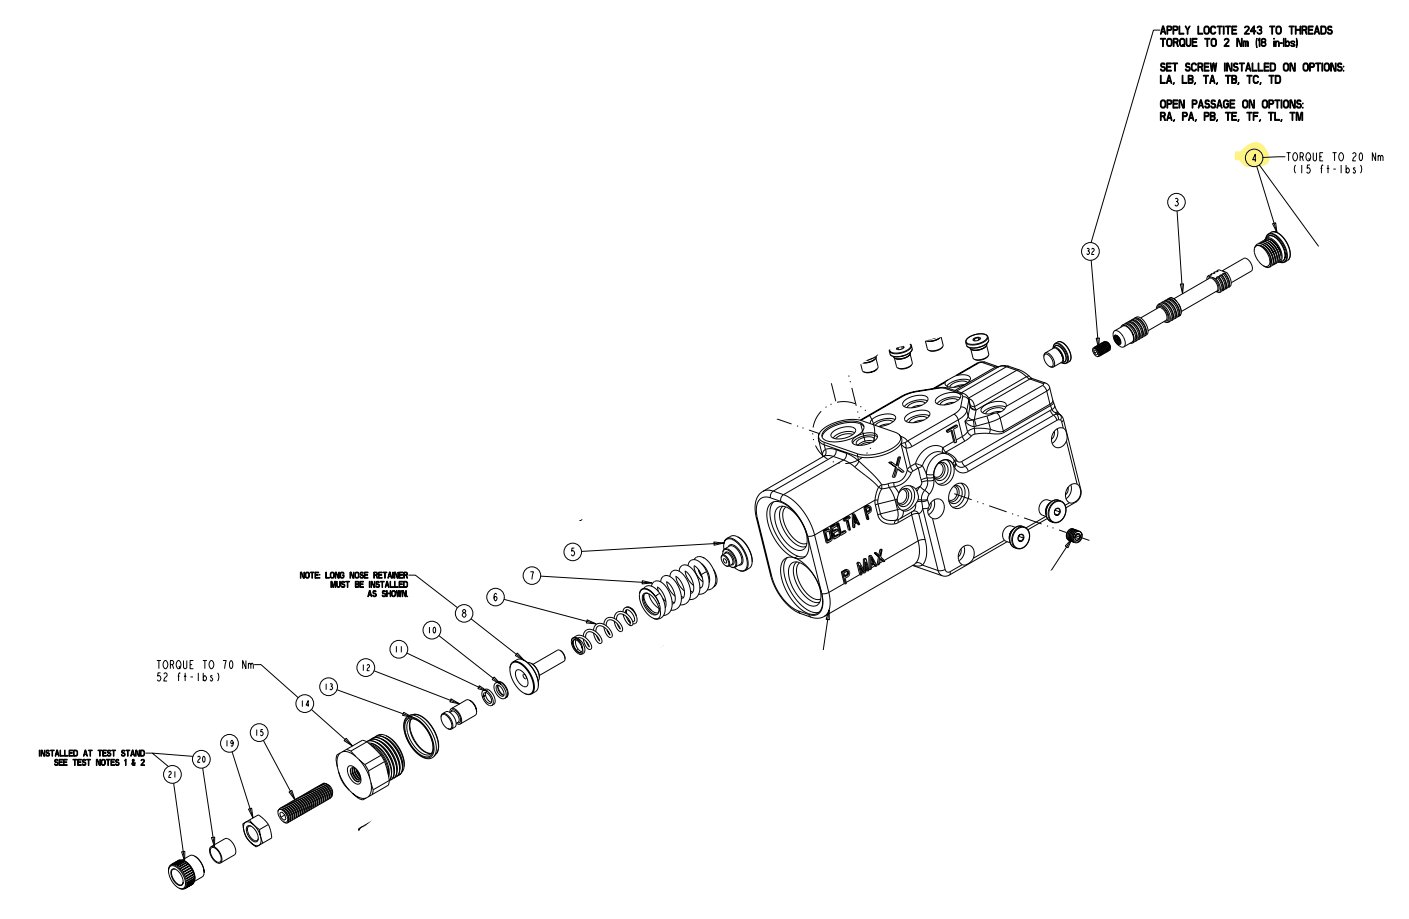 APPLY LOCTITE 243 TO THREADS
TORQUE TO 2 Nm (18 in-lbs)
SET SCREW INSTALLED ON OPTIONS:
LA, LB, TA, TB, TC, TD
OPEN PASSAGE ON OPTIONS:
RA, PA, PB, TE, TF, TL, TM
4
TORQUE TO 20 Nm
(15 ft-lbs)
3
32
X
T
DELTA P
P MAX
5
7
NOTE: LONG NOSE RETAINER
MUST BE INSTALLED
AS SHOWN.
6
8
10
11
12
TORQUE TO 70 Nm
52 ft-lbs)
13
14
15
19
INSTALLED AT TEST STAND
SEE TEST NOTES 1 & 2
20
21